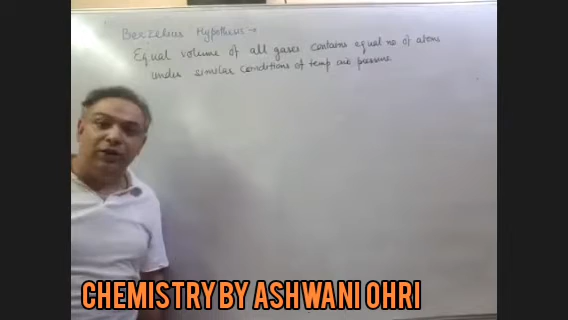 Berzelius Hypothesis :-
Equal volume of all gases contains equal no of atoms
under similar conditions of temp and pressure
CHEMISTRY BY ASHWANI OHRI